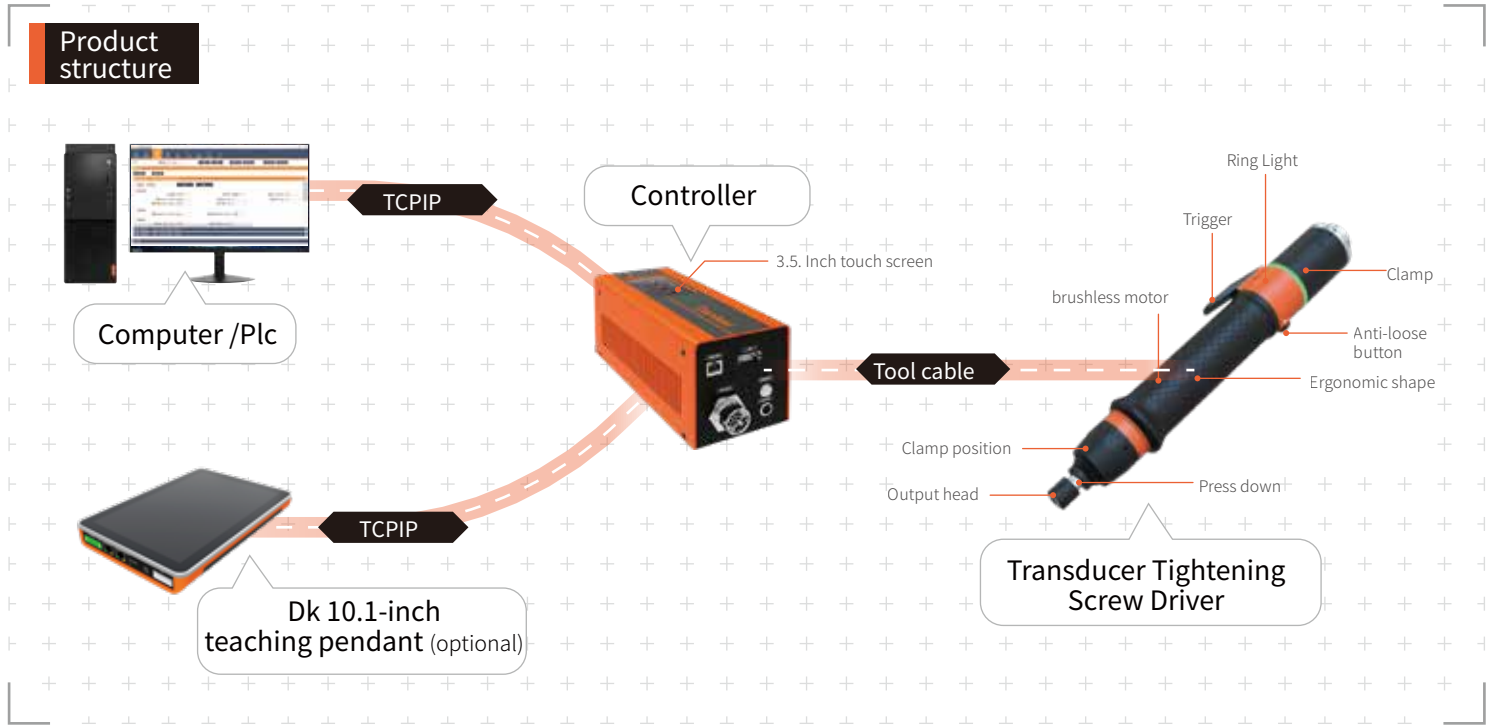 Product
structure
TCPIP
Controller
3.5. Inch touch screen
Computer /Plc
Ring Light
Trigger
Clamp
brushless motor
Anti-loose
button
Tool cable
Ergonomic shape
Clamp position
Output head
Press down
TCPIP
Dk 10.1-inch
teaching pendant (optional)
Transducer Tightening
Screw Driver